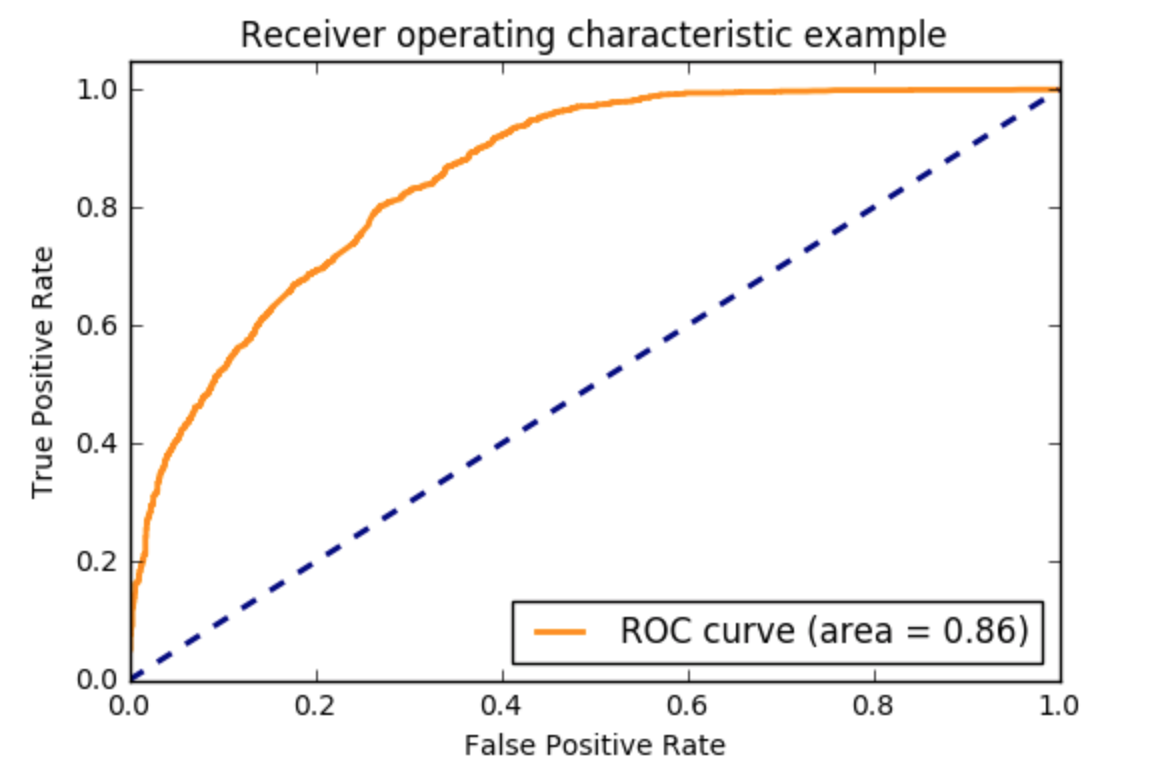 Receiver operating characteristic example
1.0
0.8
0.6
0.4
0.2
0.0
True Positive Rate
ROC curve (area = 0.86)
0.0 0.2 0.4 0.6 0.8 1.0
False Positive Rate